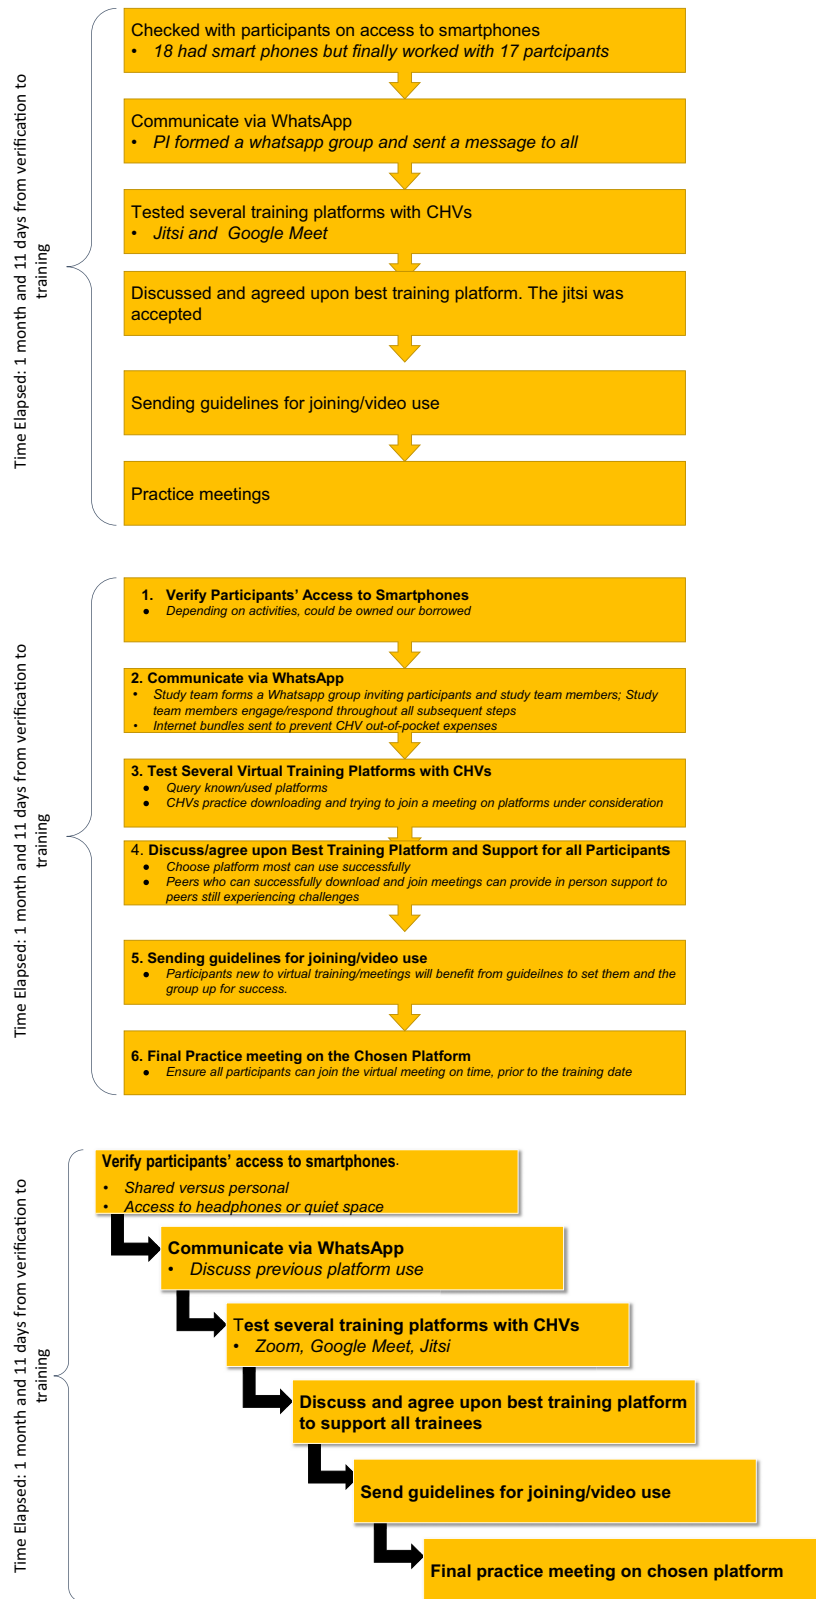 Time Elapsed: 1 month and 11 days from verification to
training
Checked with participants on access to smartphones
• 18 had smart phones but finally worked with 17 partcipants
Communicate via WhatsApp
• PI formed a whatsapp group and sent a message to all
Tested several training platforms with CHVs
• Jitsi and Google Meet
Discussed and agreed upon best training platform. The jitsi was
accepted
Sending guidelines for joining/video use
Practice meetings
Time Elapsed: 1 month and 11 days from verification to
training
1. Verify Participants' Access to Smartphones
● Depending on activities, could be owned our borrowed
2. Communicate via WhatsApp
• Study team forms a Whatsapp group inviting participants and study team members; Study
team members engage/respond throughout all subsequent steps
• Internet bundles sent to prevent CHV out-of-pocket expenses
3. Test Several Virtual Training Platforms with CHVs
● Query known/used platforms
● CHVs practice downloading and trying to join a meeting on platforms under consideration
4. Discuss/agree upon Best Training Platform and Support for all Participants
● Choose platform most can use successfully
● Peers who can successfully download and join meetings can provide in person support to
peers still experiencing challenges
5. Sending guidelines for joining/video use
● Participants new to virtual training/meetings will benefit from guideilnes to set them and the
group up for success.
6. Final Practice meeting on the Chosen Platform
● Ensure all participants can join the virtual meeting on time, prior to the training date
Time Elapsed: 1 month and 11 days from verification to
training
Verify participants' access to smartphones.
• Shared versus personal
• Access to headphones or quiet space
Communicate via WhatsApp
• Discuss previous platform use
Test several training platforms with CHVs
• Zoom, Google Meet, Jitsi
Discuss and agree upon best training platform
to support all trainees
Send guidelines for joining/video use
Final practice meeting on chosen platform